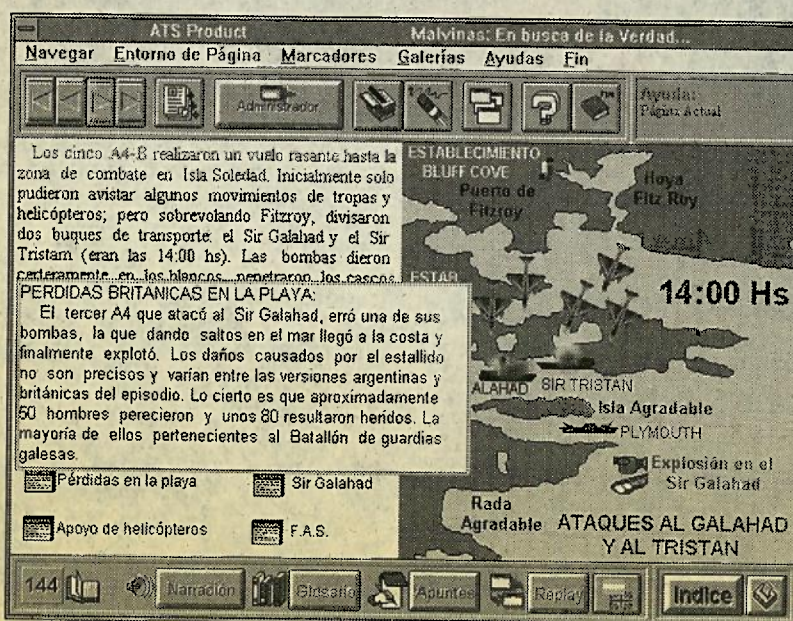 ATS Product Malvinas: En busca de la Verdad...
Navegar Entorno de Página Marcadores Galerías Ayudas Fin
Administrador
Ayuda:
Página Actual
Los cinco A4-B realizaron un vuelo rasante hasta la
zona de combate en Isla Soledad. Inicialmente solo
pudieron avistar algunos movimientos de tropas y
helicópteros; pero sobrevolando Fitzroy, divisaron
dos buques de transporte: el Sir Galahad y el Sir
Tristam (eran las 14:00 hs). Las bombas dieron
certeramente en los blancos, penetraron los cascos
PERDIDAS BRITANICAS EN LA PLAYA:
El tercer A4 que atacó al Sir Galahad, erró una de sus
bombas, la que dando saltos en el mar llegó a la costa y
finalmente explotó. Los daños causados por el estallido
no son precisos y varían entre las versiones argentinas y
británicas del episodio. Lo cierto es que aproximadamente
50 hombres perecieron y unos 80 resultaron heridos. La
mayoría de ellos pertenecientes al Batallón de guardias
galesas.
Pérdidas en la playa Sir Galahad
Apoyo de helicópteros F.A.S.
ESTABLECIMIENTO
BLUFF COVE
Puerto de
Fitzroy
Hoya
Fitz Roy
ESTAB
14:00 Hs
ALAHAD SIR TRISTAN
Isla Agradable
PLYMOUTH
Explosión en el
Sir Galahad
Rada
Agradable
ATAQUES AL GALAHAD
Y AL TRISTAN
144 Narración Glosario Apuntes Replay Indice